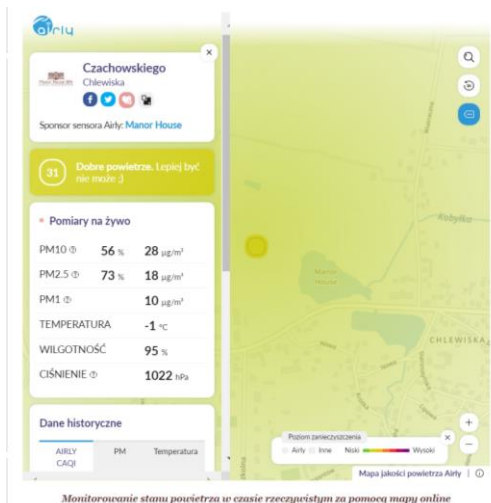 airly
Czachowskiego
Chlewiska
Sponsor sensora Airly: Manor House
31 Dobre powietrze. Lepiej być nie może ;)
Pomiary na żywo
PM10 56 % 28 µg/m³
PM2.5 73 % 18 µg/m³
PM1 10 µg/m³
TEMPERATURA -1 °C
WILGOTNOŚĆ 95 %
CIŚNIENIE 1022 hPa
Dane historyczne
AIRLY CAQI PM Temperatura
Kobyłka
Manor House
CHLEWISKA
Poziom zanieczyszczenia
Airly Inne Niski Wysoki
Mapa jakości powietrza Airly
Monitorowanie stanu powietrza w czasie rzeczywistym za pomocą mapy online